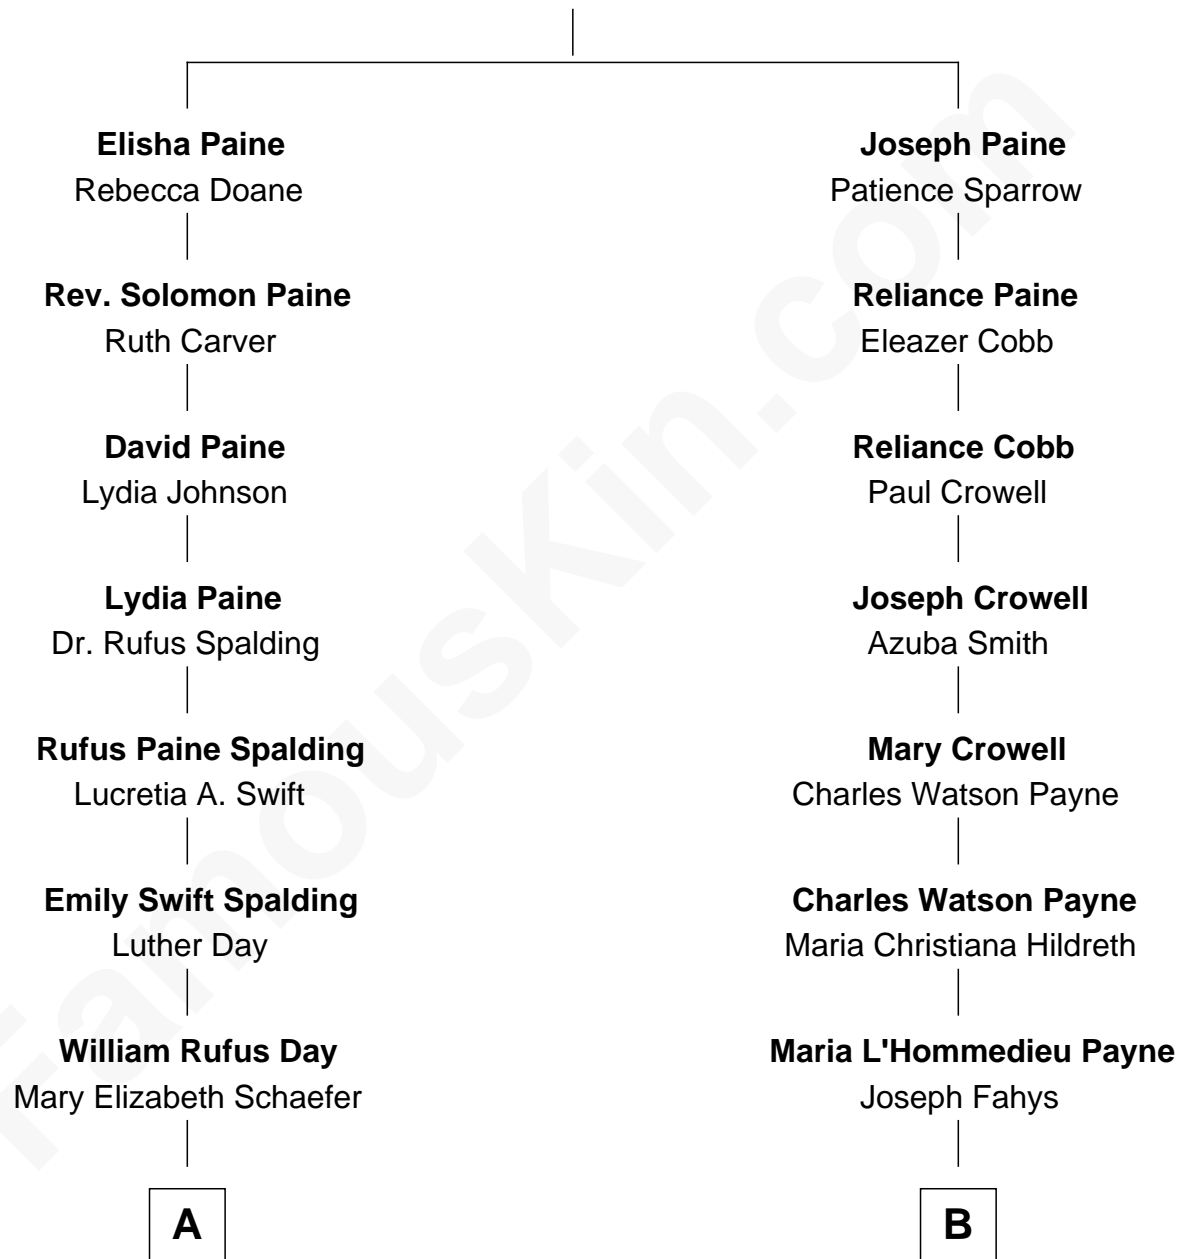 Elisha Paine
Rebecca Doane
Rev. Solomon Paine
Ruth Carver
David Paine
Lydia Johnson
Lydia Paine
Dr. Rufus Spalding
Rufus Paine Spalding
Lucretia A. Swift
Emily Swift Spalding
Luther Day
William Rufus Day
Mary Elizabeth Schaefer
A
Joseph Paine
Patience Sparrow
Reliance Paine
Eleazer Cobb
Reliance Cobb
Paul Crowell
Joseph Crowell
Azuba Smith
Mary Crowell
Charles Watson Payne
Charles Watson Payne
Maria Christiana Hildreth
Maria L'Hommedieu Payne
Joseph Fahys
B
FamousKin.com